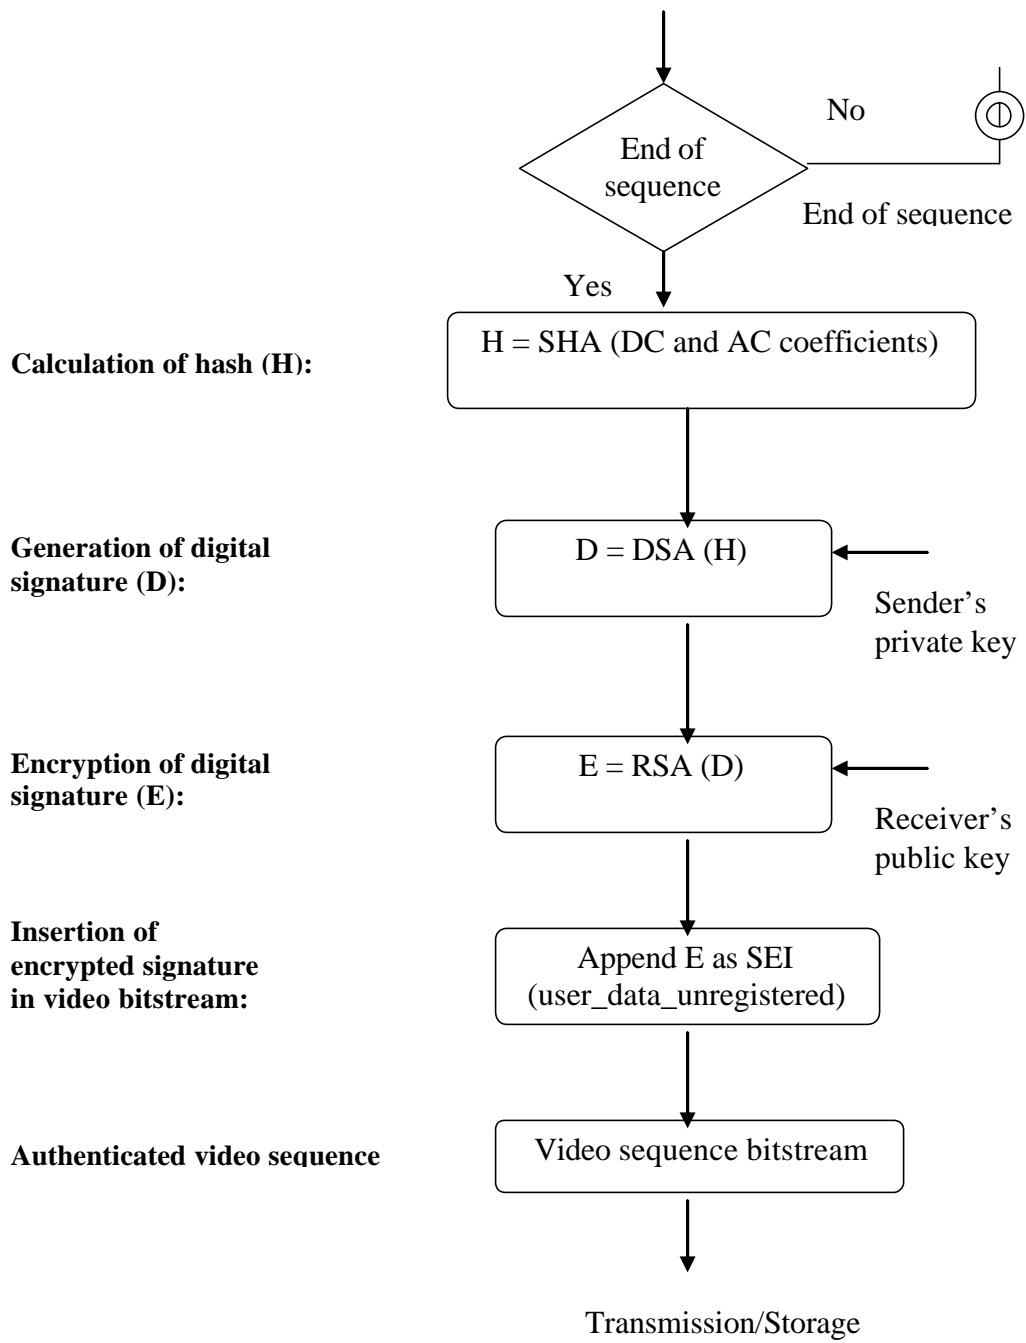 No
End of
sequence
End of sequence
Yes
H = SHA (DC and AC coefficients)
Calculation of hash (H):
Generation of digital
signature (D):
D = DSA (H)
Sender’s
private key
Encryption of digital
signature (E):
E = RSA (D)
Receiver’s
public key
Insertion of
encrypted signature
in video bitstream:
Append E as SEI
(user_data_unregistered)
Authenticated video sequence
Video sequence bitstream
Transmission/Storage